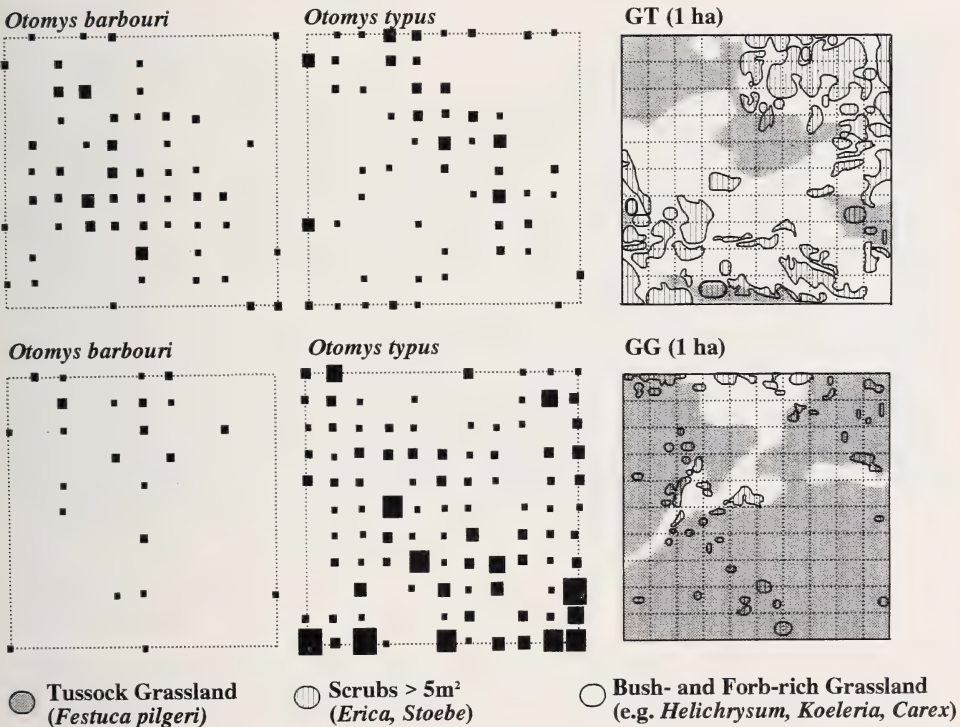 Otomys barbouri
Otomys typus
GT (1 ha)
Otomys barbouri
Otomys typus
GG (1 ha)
Tussock Grassland
(Festuca pilgeri)
Scrubs > 5m²
(Erica, Stoebe)
Bush- and Forb-rich Grassland
(e.g. Helichrysum, Koeleria, Carex)